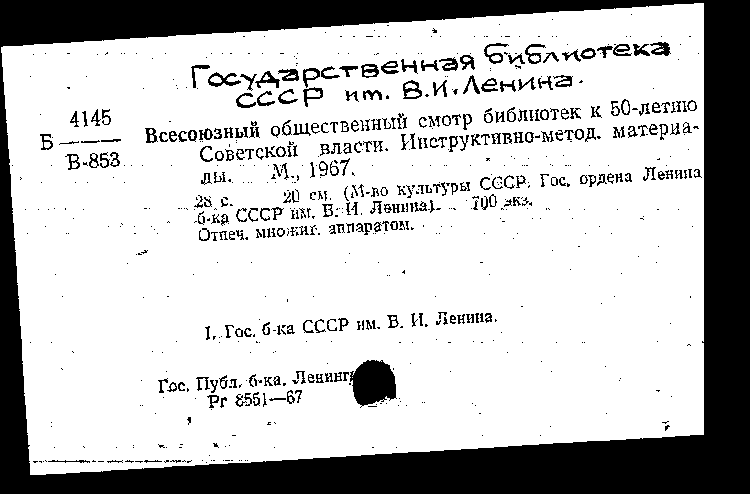 Государственная библиотека
СССР им. В.И. Ленина.
Б 4145
В-853
Всесоюзный общественный смотр библиотек к 50-летию
Советской власти. Инструктивно-метод. материа-
лы. М., 1967.
28 с. 20 см. (М-во культуры СССР. Гос. ордена Ленина
б-ка СССР им. В. И. Ленина). 700 экз.
Отпеч. множит. аппаратом.
I. Гос. б-ка СССР им. В. И. Ленина.
Гос. Публ. б-ка. Ленингр
Рг 8551—67